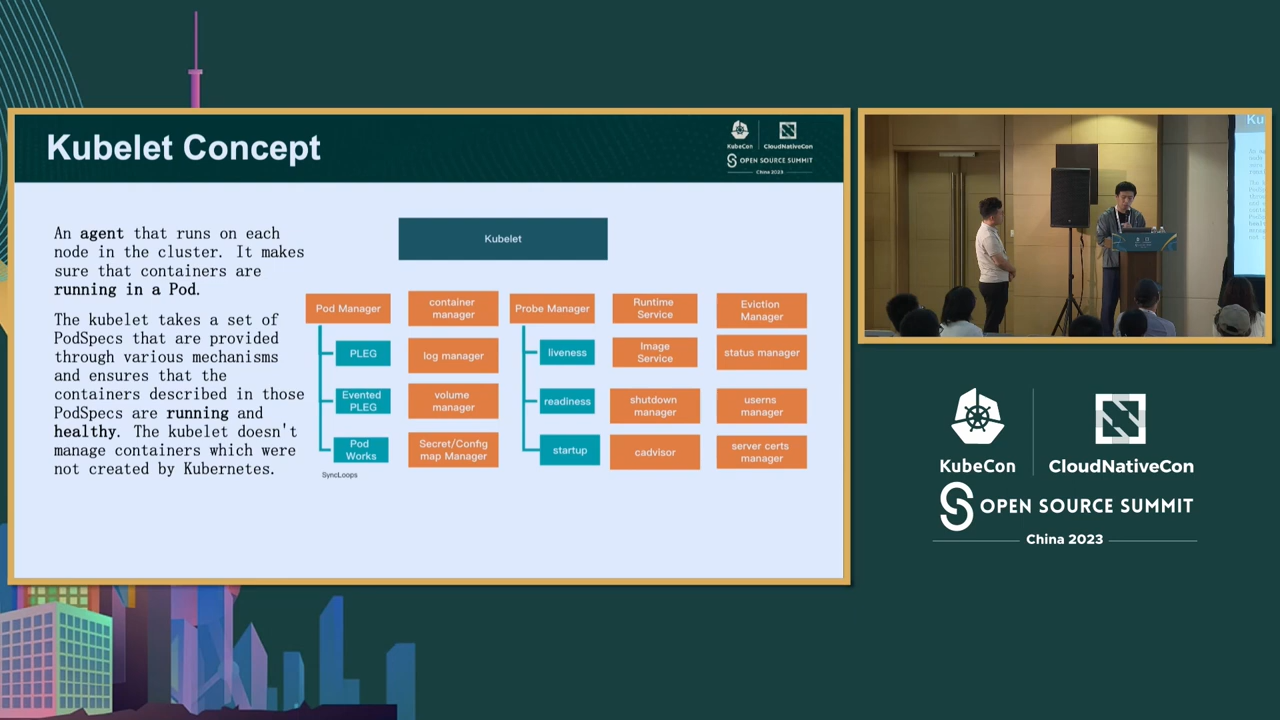 Kubelet Concept
KubeCon
CloudNativeCon
OPEN SOURCE SUMMIT
China 2023
An agent that runs on each
node in the cluster. It makes
sure that containers are
running in a Pod.
The kubelet takes a set of
PodSpecs that are provided
through various mechanisms
and ensures that the
containers described in those
PodSpecs are running and
healthy. The kubelet doesn't
manage containers which were
not created by Kubernetes.
Kubelet
Pod Manager
PLEG
Evented
PLEG
Pod
Works
SyncLoops
container
manager
log manager
volume
manager
Secret/Config
map Manager
Probe Manager
liveness
readiness
startup
Runtime
Service
Image
Service
shutdown
manager
cadvisor
Eviction
Manager
status manager
userns
manager
server certs
manager
Ku
KubeCon
CloudNativeCon
OPEN SOURCE SUMMIT
China 2023